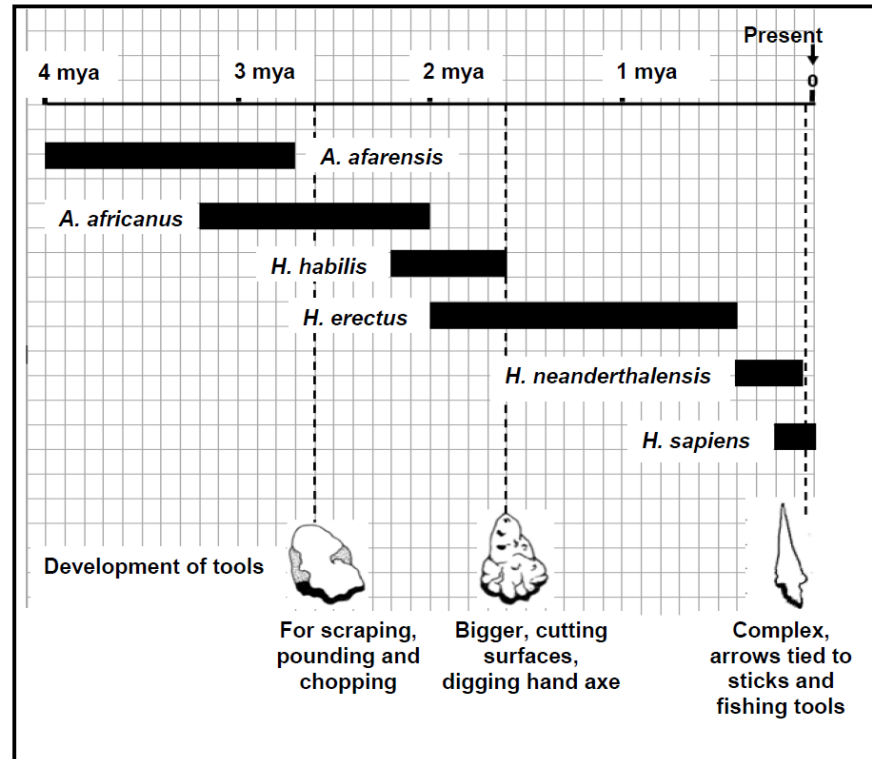 Present
4 mya 3 mya 2 mya 1 mya 0
A. afarensis
A. africanus
H. habilis
H. erectus
H. neanderthalensis
H. sapiens
Development of tools
For scraping,
pounding and
chopping
Bigger, cutting
surfaces,
digging hand axe
Complex,
arrows tied to
sticks and
fishing tools